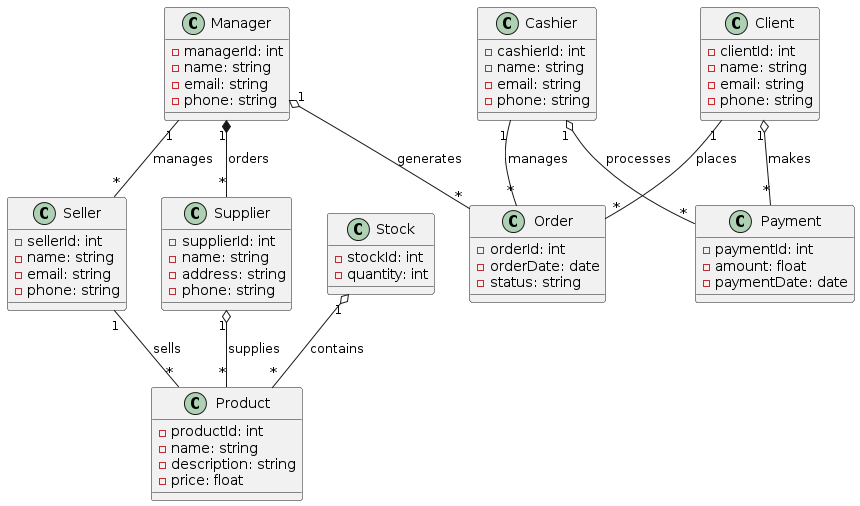 C Manager
managerId: int
name: string
email: string
phone: string
C Cashier
cashierId: int
name: string
email: string
phone: string
C Client
clientId: int
name: string
email: string
phone: string
1
1
1
1
1
1
1
manages
orders
generates
manages
processes
places
makes
*
*
*
*
*
*
*
C Seller
sellerId: int
name: string
email: string
phone: string
C Supplier
supplierId: int
name: string
address: string
phone: string
C Stock
stockId: int
quantity: int
C Order
orderId: int
orderDate: date
status: string
C Payment
paymentId: int
amount: float
paymentDate: date
1
1
1
sells
supplies
contains
*
*
*
C Product
productId: int
name: string
description: string
price: float